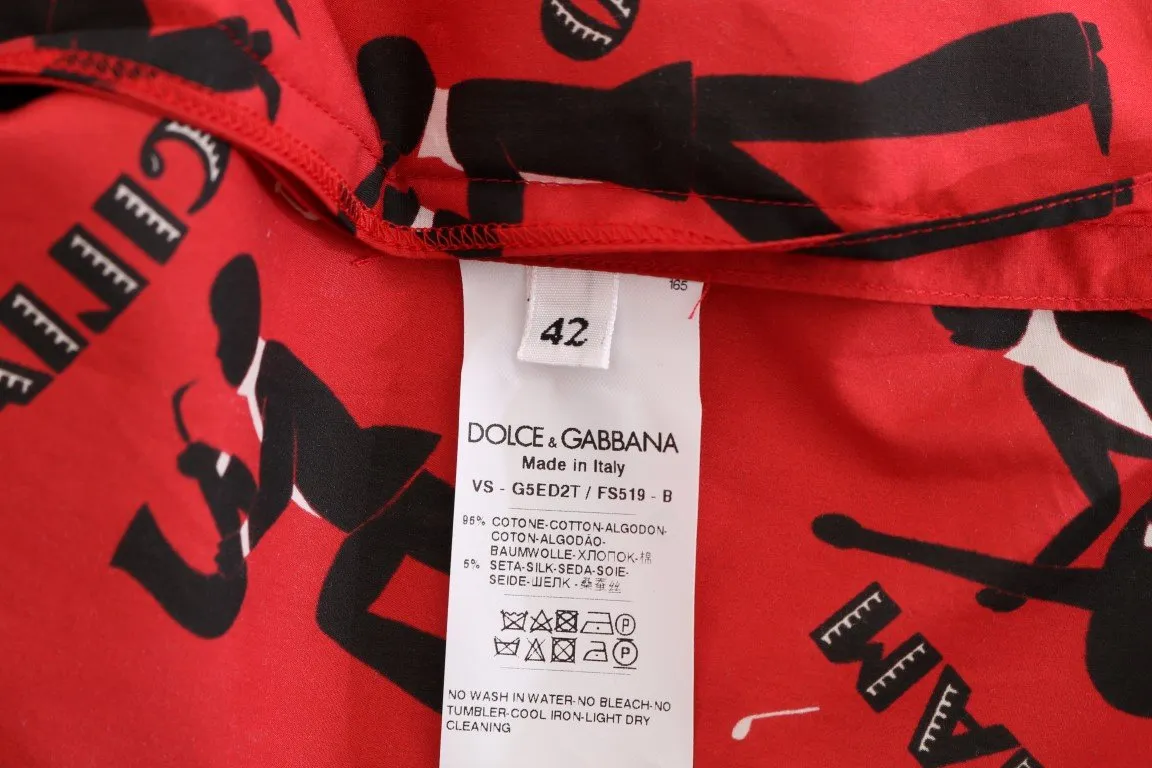 165
42
DOLCE & GABBANA
Made in Italy
VS - G5ED2T / FS519 - B
95% COTONE-COTTON-ALGODON-
COTON-ALGODÃO-
BAUMWOLLE-ХЛОПОК-棉
5% SETA-SILK-SEDA-SOIE-
SEIDE-ШЕЛК-桑蚕丝
P
P
NO WASH IN WATER-NO BLEACH-NO
TUMBLER-COOL IRON-LIGHT DRY
CLEANING